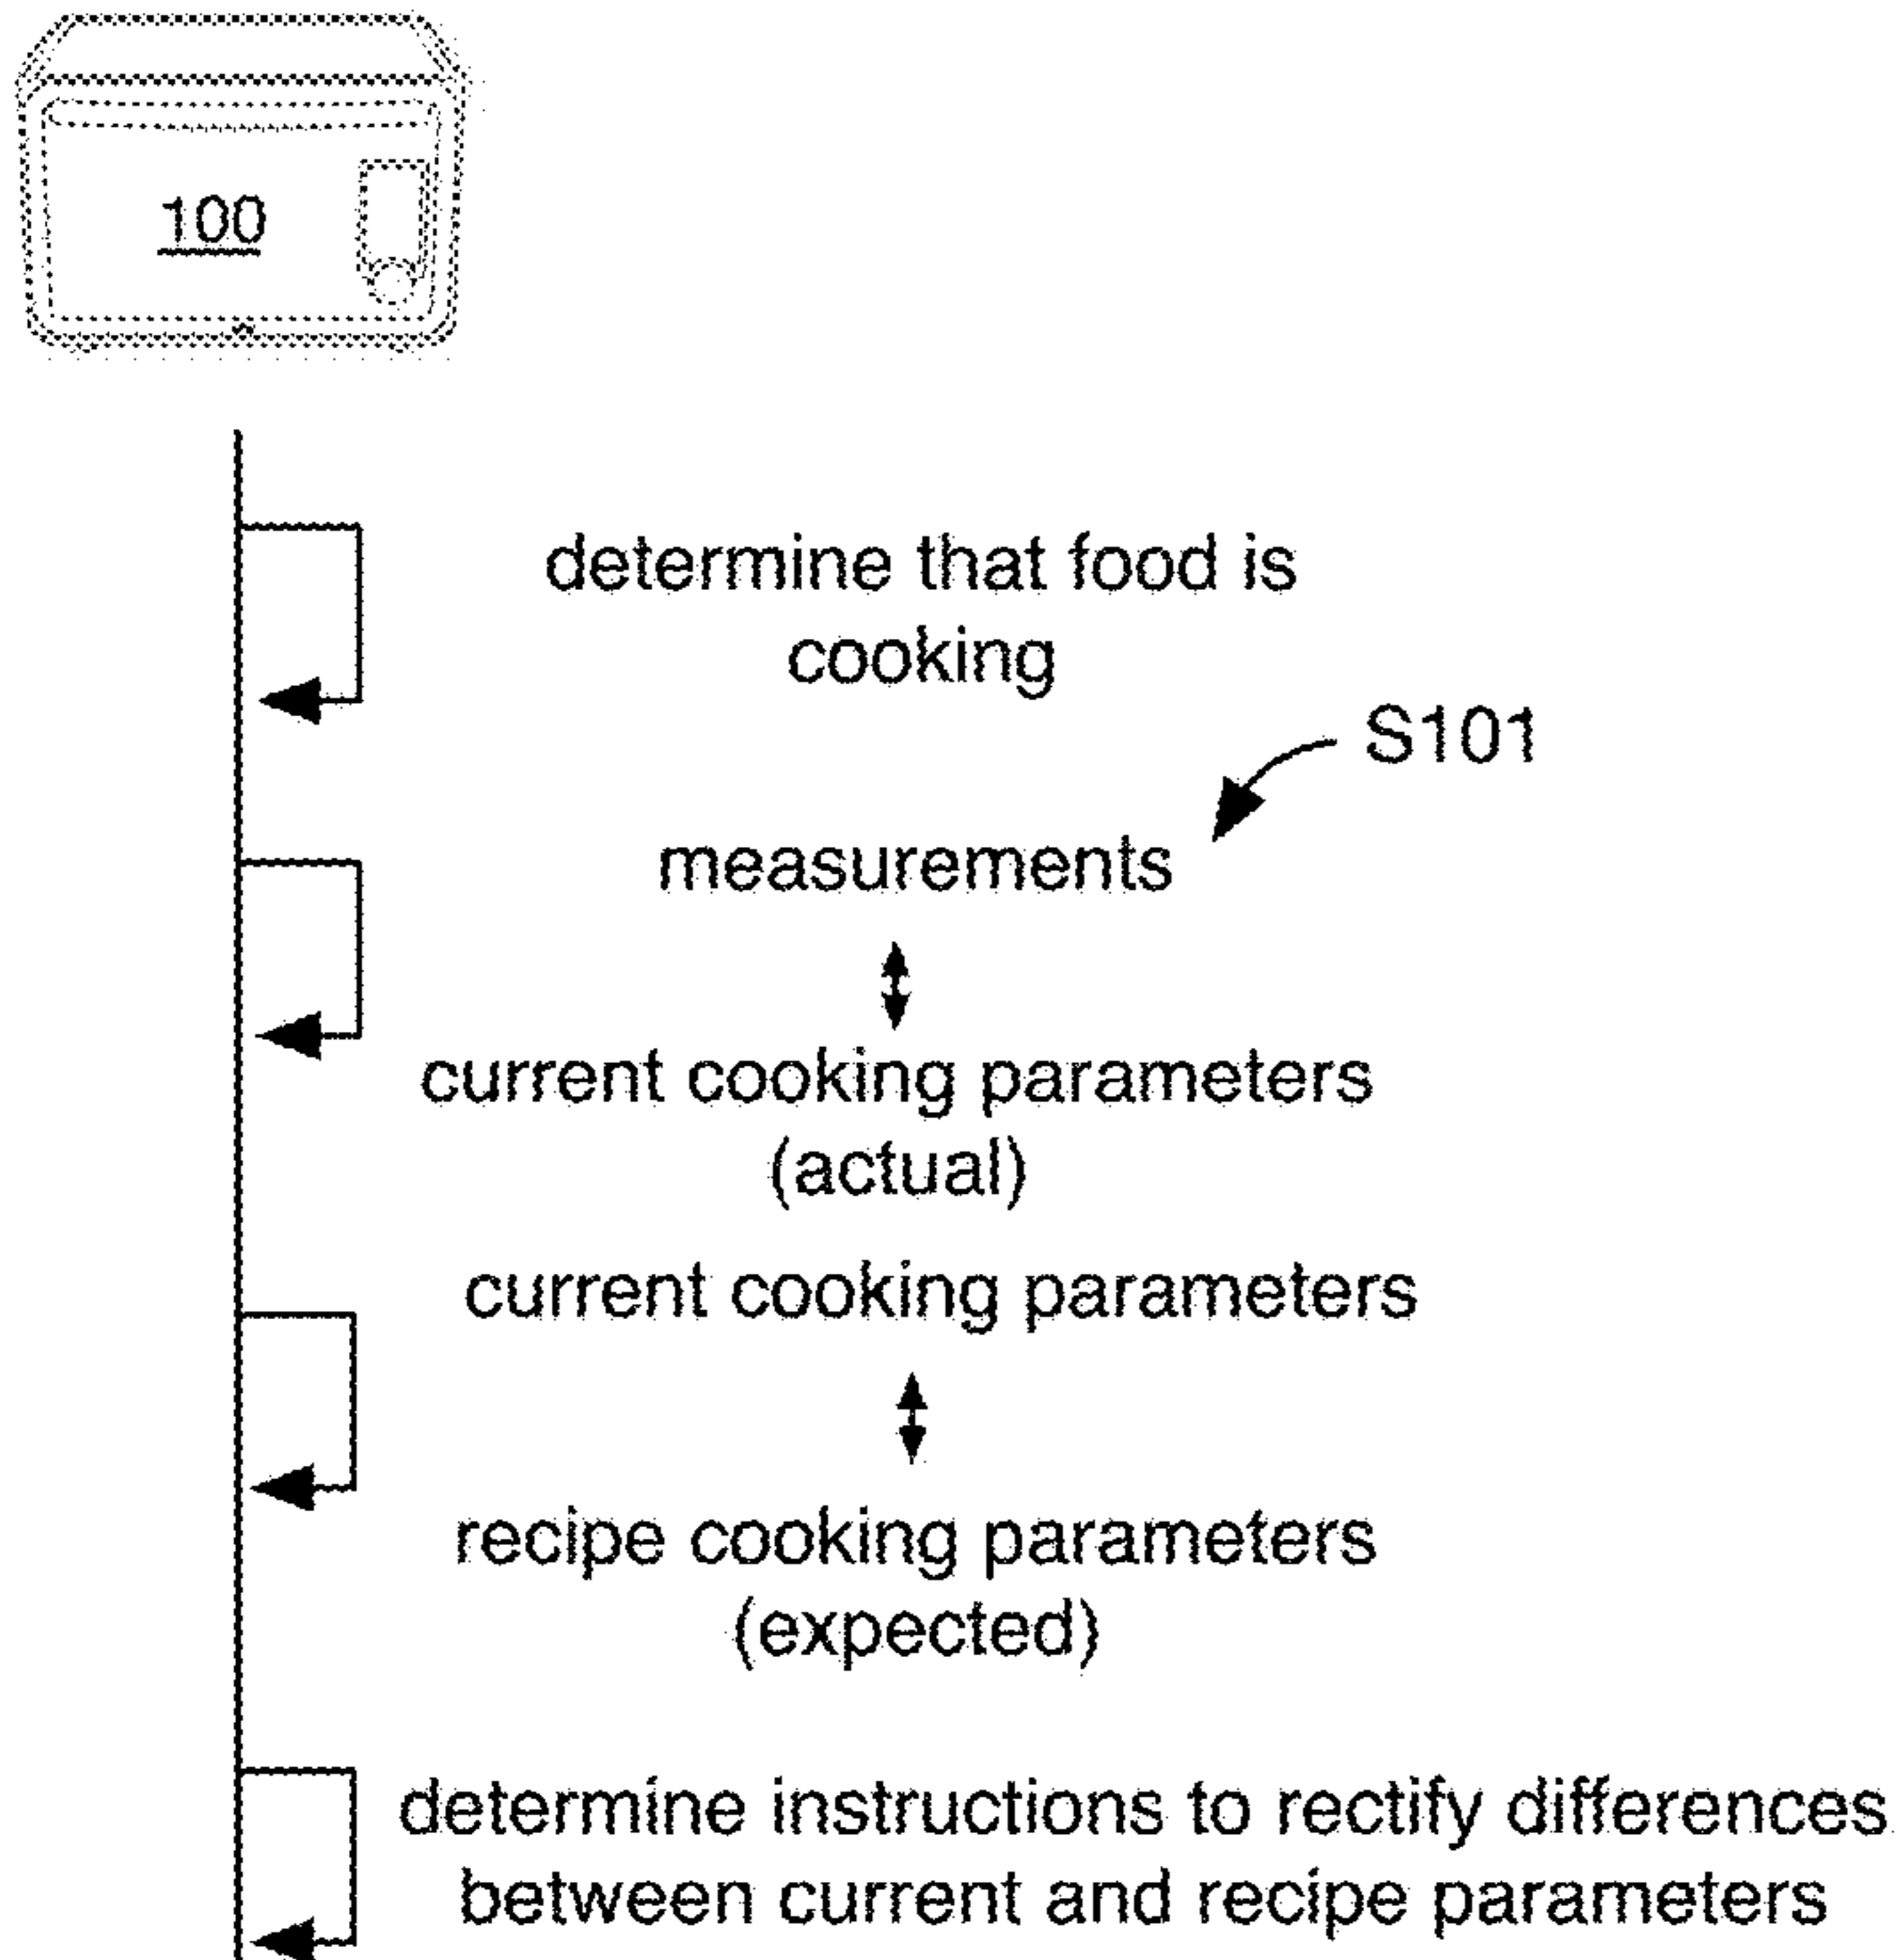 100
determine that food is
cooking
S101
measurements
current cooking parameters
(actual)
current cooking parameters
recipe cooking parameters
(expected)
determine instructions to rectify differences
between current and recipe parameters